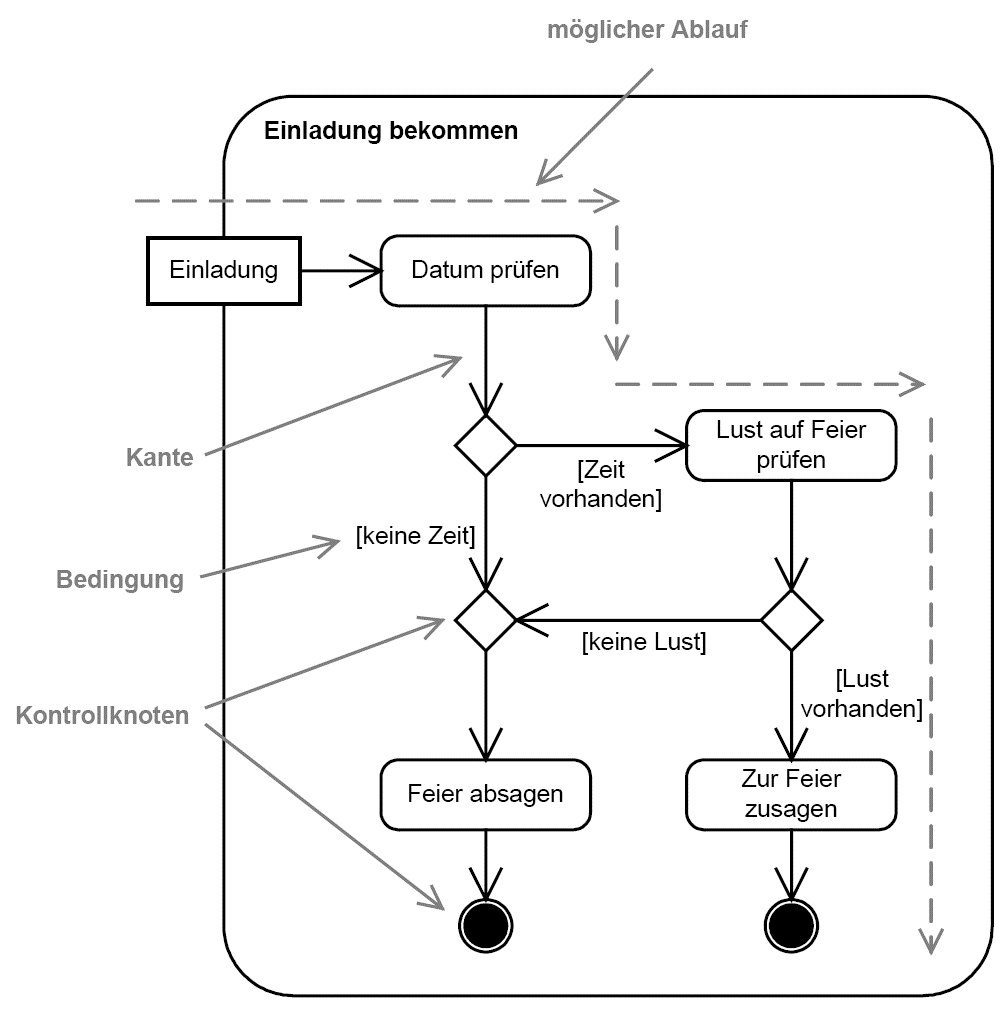 möglicher Ablauf
Einladung bekommen
Einladung
Datum prüfen
Kante
Lust auf Feier
prüfen
[Zeit
vorhanden]
[keine Zeit]
Bedingung
[keine Lust]
[Lust
vorhanden]
Kontrollknoten
Feier absagen
Zur Feier
zusagen